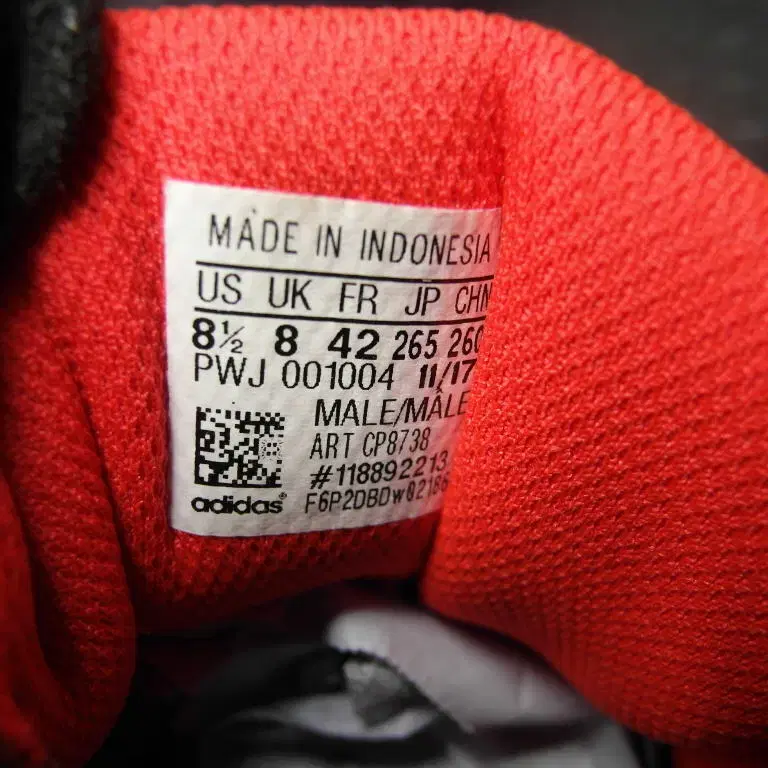 MADE IN INDONESIA
US UK FR JP CHN
8½ 8 42 265 260
PWJ 001004 11/17
MALE/MÂLE
ART CP8738
#118892213
adidas®